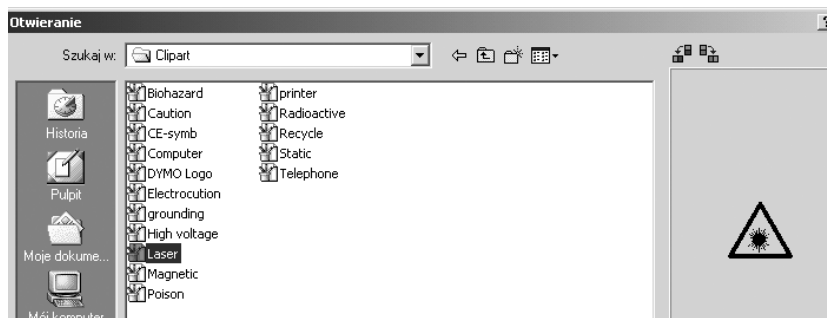 Otwieranie
?
Szukaj w:
Clipart
Historia
Pulpit
Moje dokume...
Mój komputer
Biohazard
Caution
CE-symb
Computer
DYMO Logo
Electrocution
grounding
High voltage
Laser
Magnetic
Poison
printer
Radioactive
Recycle
Static
Telephone